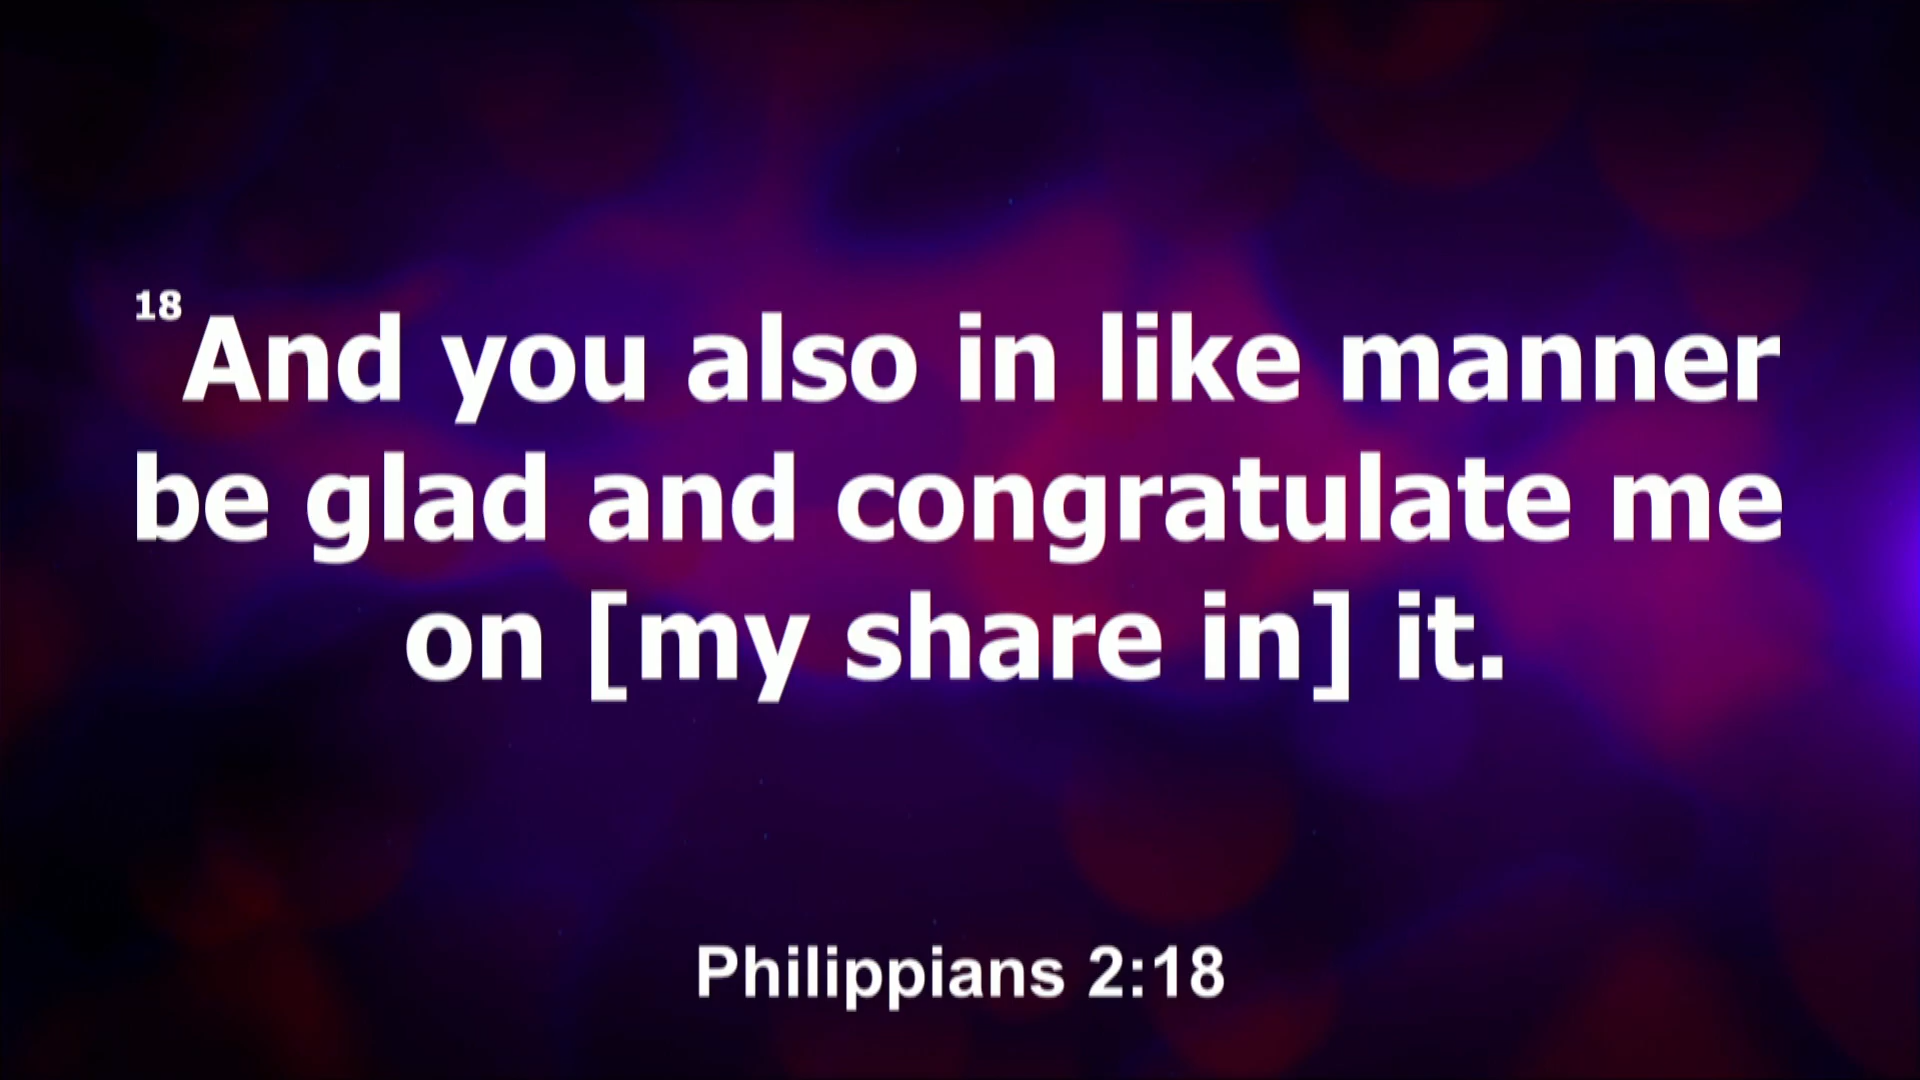 18 And you also in like manner
be glad and congratulate me
on [my share in] it.
Philippians 2:18